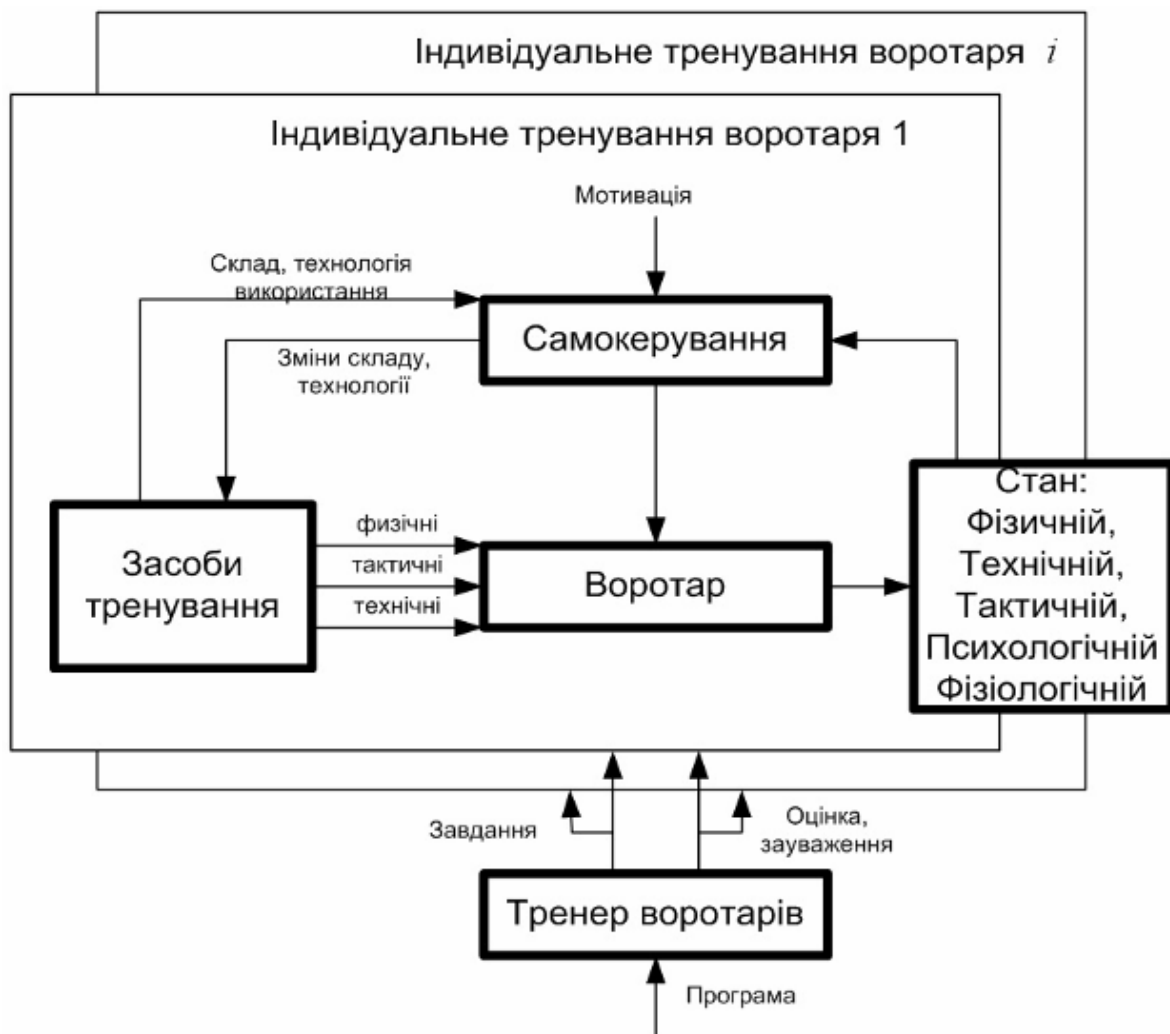 Індивідуальне тренування воротаря i
Індивідуальне тренування воротаря 1
Мотивація
Склад, технологія
використання
Самокерування
Зміни складу,
технології
Засоби
тренування
физічні
тактичні
технічні
Воротар
Стан:
Фізичній,
Технічній,
Тактичній,
Психологічній
Фізіологічній
Завдання
Оцінка,
зауваження
Тренер воротарів
Програма